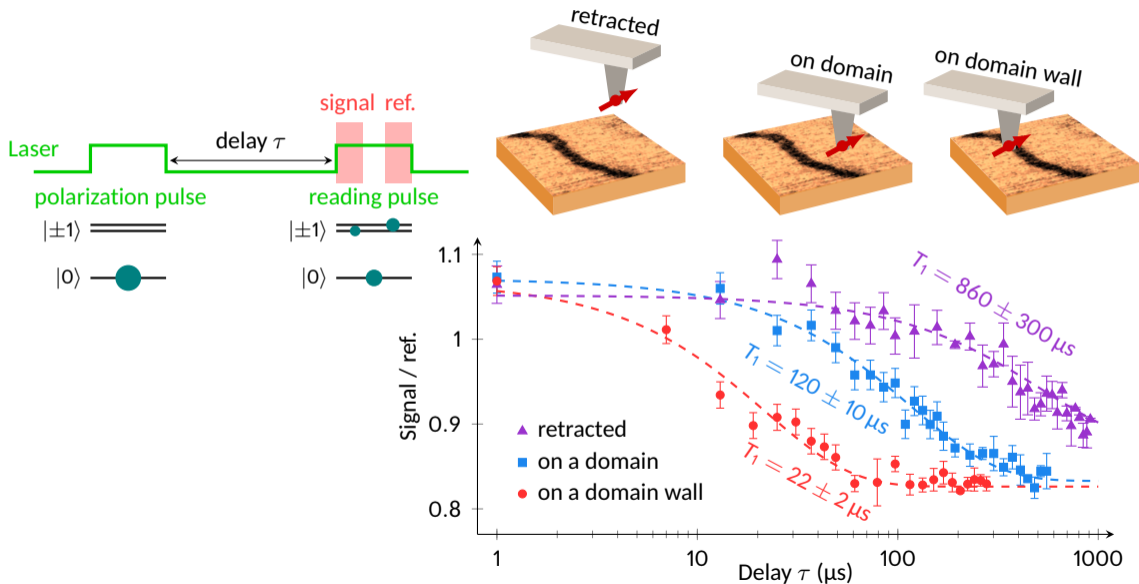 signal ref.
Laser
delay τ
polarization pulse
reading pulse
|±1⟩
|±1⟩
|0⟩
|0⟩
retracted
on domain
on domain wall
Signal / ref.
1.1
1
0.9
0.8
T₁ = 860 ± 300 µs
T₁ = 120 ± 10 µs
T₁ = 22 ± 2 µs
retracted
on a domain
on a domain wall
1
10
100
1000
Delay τ (µs)